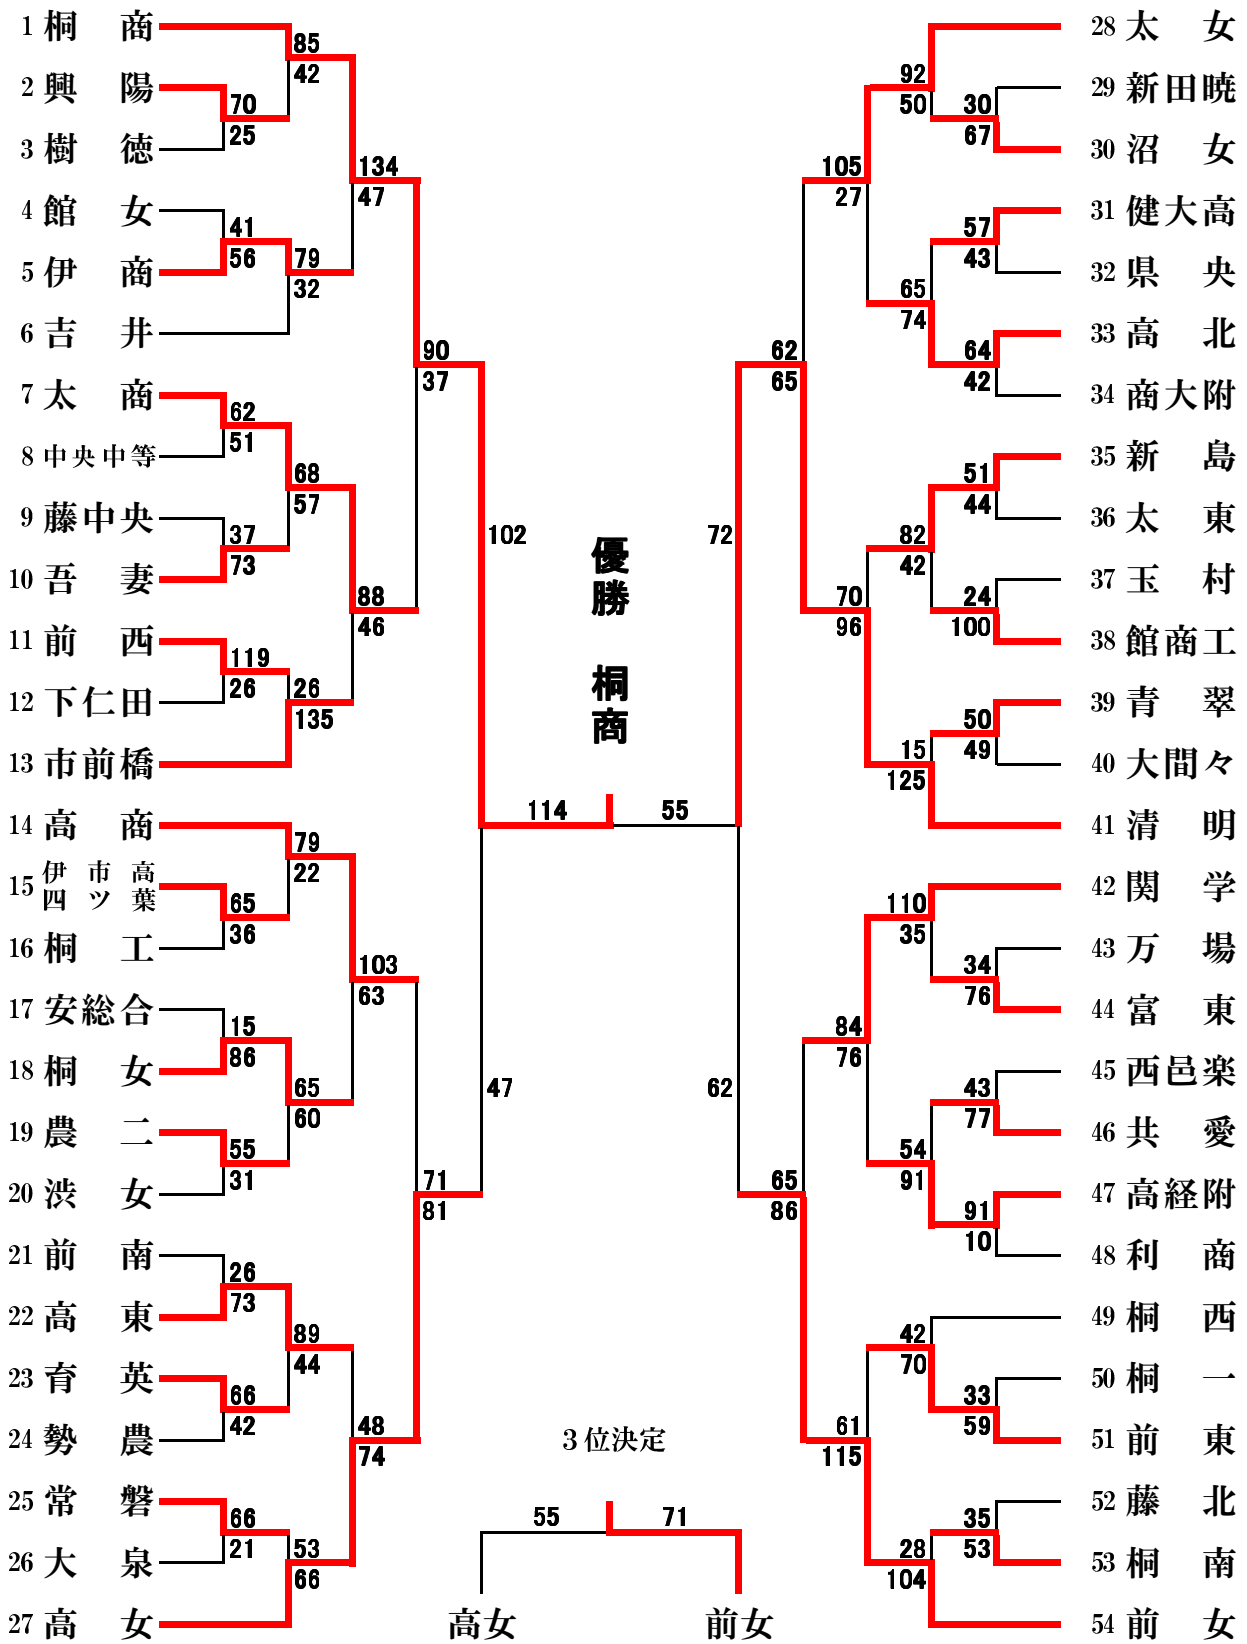 1 桐商
2 興陽
3 樹徳
4 館女
5 伊商
6 吉井
7 太商
8 中央中等
9 藤中央
10 吾妻
11 前西
12 下仁田
13 市前橋
14 高商
15 伊市高
四ツ葉
16 桐工
17 安総合
18 桐女
19 農二
20 渋女
21 前南
22 高東
23 育英
24 勢農
25 常磐
26 大泉
27 高女
70
25
41
56
62
51
37
73
119
26
65
36
15
86
55
31
26
73
66
42
66
21
85
42
79
32
68
57
26
135
79
22
65
60
89
44
53
66
134
47
88
46
103
63
48
74
90
37
71
81
102
47
114
優勝 桐商
55
72
62
62
65
65
86
105
27
70
96
84
76
61
115
92
50
65
74
82
42
15
125
110
35
54
91
42
70
28
104
30
67
57
43
64
42
51
44
24
100
50
49
34
76
43
77
91
10
33
59
35
53
28 太女
29 新田暁
30 沼女
31 健大高
32 県央
33 高北
34 商大附
35 新島
36 太東
37 玉村
38 館商工
39 青翠
40 大間々
41 清明
42 関学
43 万場
44 富東
45 西邑楽
46 共愛
47 高経附
48 利商
49 桐西
50 桐一
51 前東
52 藤北
53 桐南
54 前女
3位決定
55 71
高女 前女